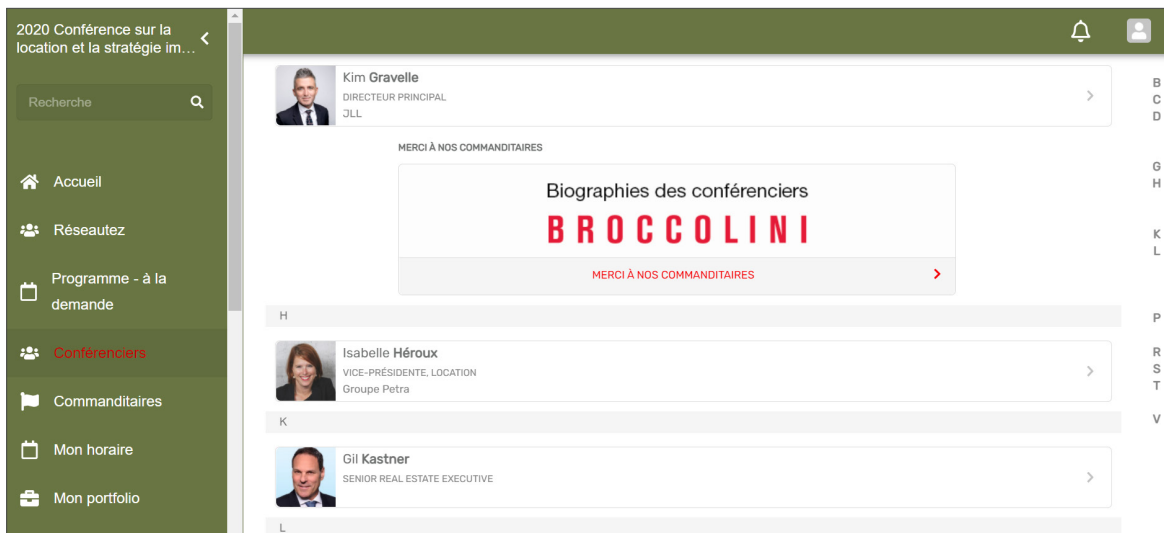 2020 Conférence sur la
location et la stratégie im…
Recherche
Accueil
Réseautez
Programme - à la
demande
Conférenciers
Commanditaires
Mon horaire
Mon portfolio
Kim Gravelle
DIRECTEUR PRINCIPAL
JLL
MERCI À NOS COMMANDITAIRES
Biographies des conférenciers
BROCCOLINI
MERCI À NOS COMMANDITAIRES
H
Isabelle Héroux
VICE-PRÉSIDENTE, LOCATION
Groupe Petra
K
Gil Kastner
SENIOR REAL ESTATE EXECUTIVE
L
B
C
D
G
H
K
L
P
R
S
T
V